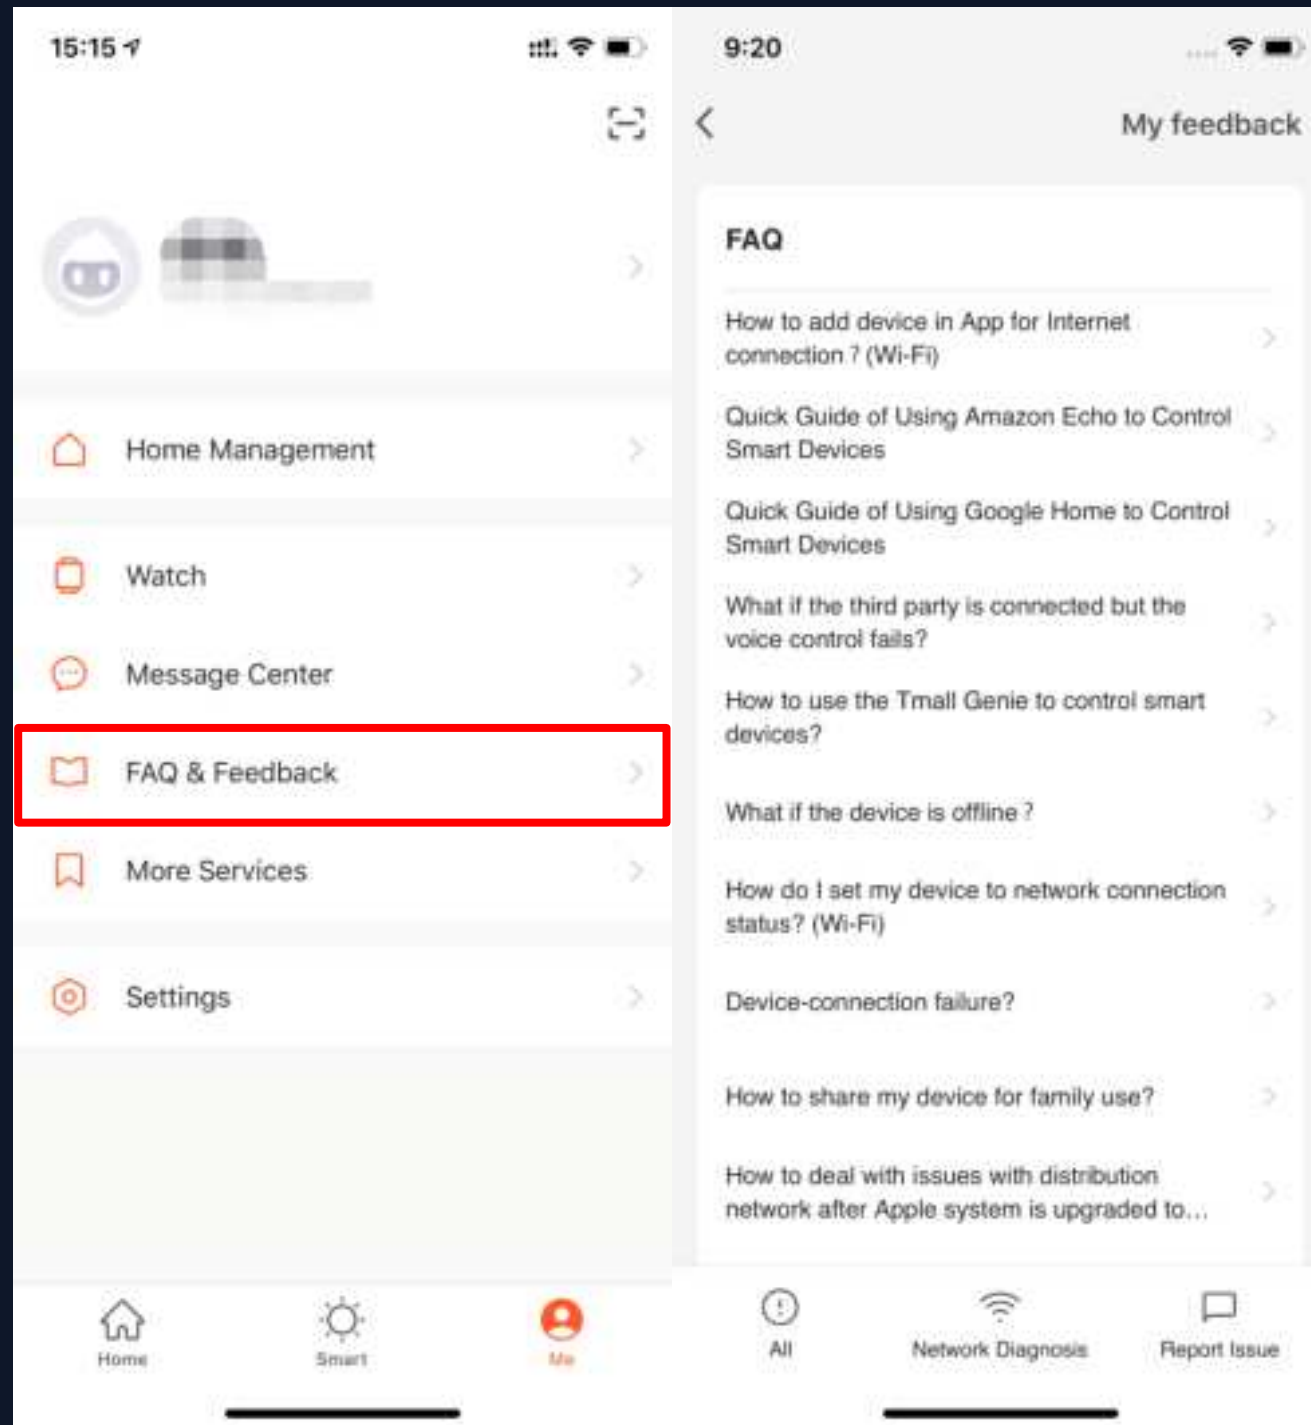 15:15
Home Management
Watch
Message Center
FAQ & Feedback
More Services
Settings
Home
Smart
Me
9:20
My feedback
FAQ
How to add device in App for Internet
connection ? (Wi-Fi)
Quick Guide of Using Amazon Echo to Control
Smart Devices
Quick Guide of Using Google Home to Control
Smart Devices
What if the third party is connected but the
voice control fails?
How to use the Tmall Genie to control smart
devices?
What if the device is offline ?
How do I set my device to network connection
status? (Wi-Fi)
Device-connection failure?
How to share my device for family use?
How to deal with issues with distribution
network after Apple system is upgraded to...
All
Network Diagnosis
Report Issue